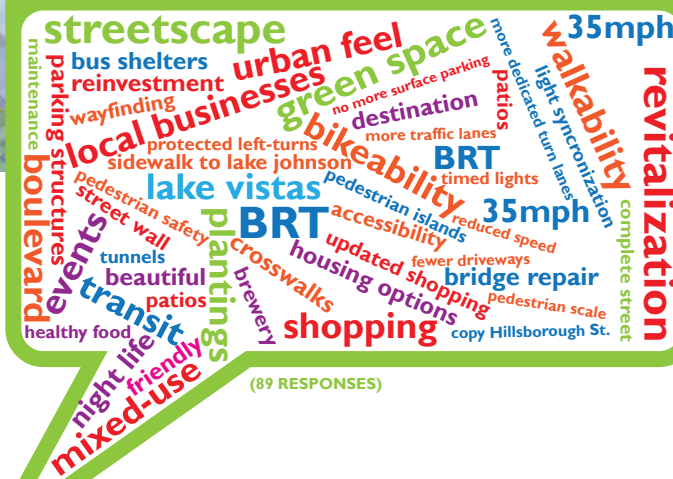 streetscape
35mph
maintenance
parking structures
bus shelters
reinvestment
urban feel
green space
more dedicated turn lanes
walkability
light syncronization
wayfinding
local businesses
no more surface parking
patios
destination
revitalization
protected left-turns
bikeability
more traffic lanes
sidewalk to lake johnson
BRT
timed lights
boulevard
pedestrian safety
lake vistas
pedestrian islands
35mph
street wall
plantings
BRT
accessibility
reduced speed
complete street
events
tunnels
crosswalks
housing options
updated shopping
fewer driveways
beautiful
brewery
bridge repair
transit
patios
pedestrian scale
healthy food
shopping
copy Hillsborough St.
night life
friendly
mixed-use
(89 RESPONSES)